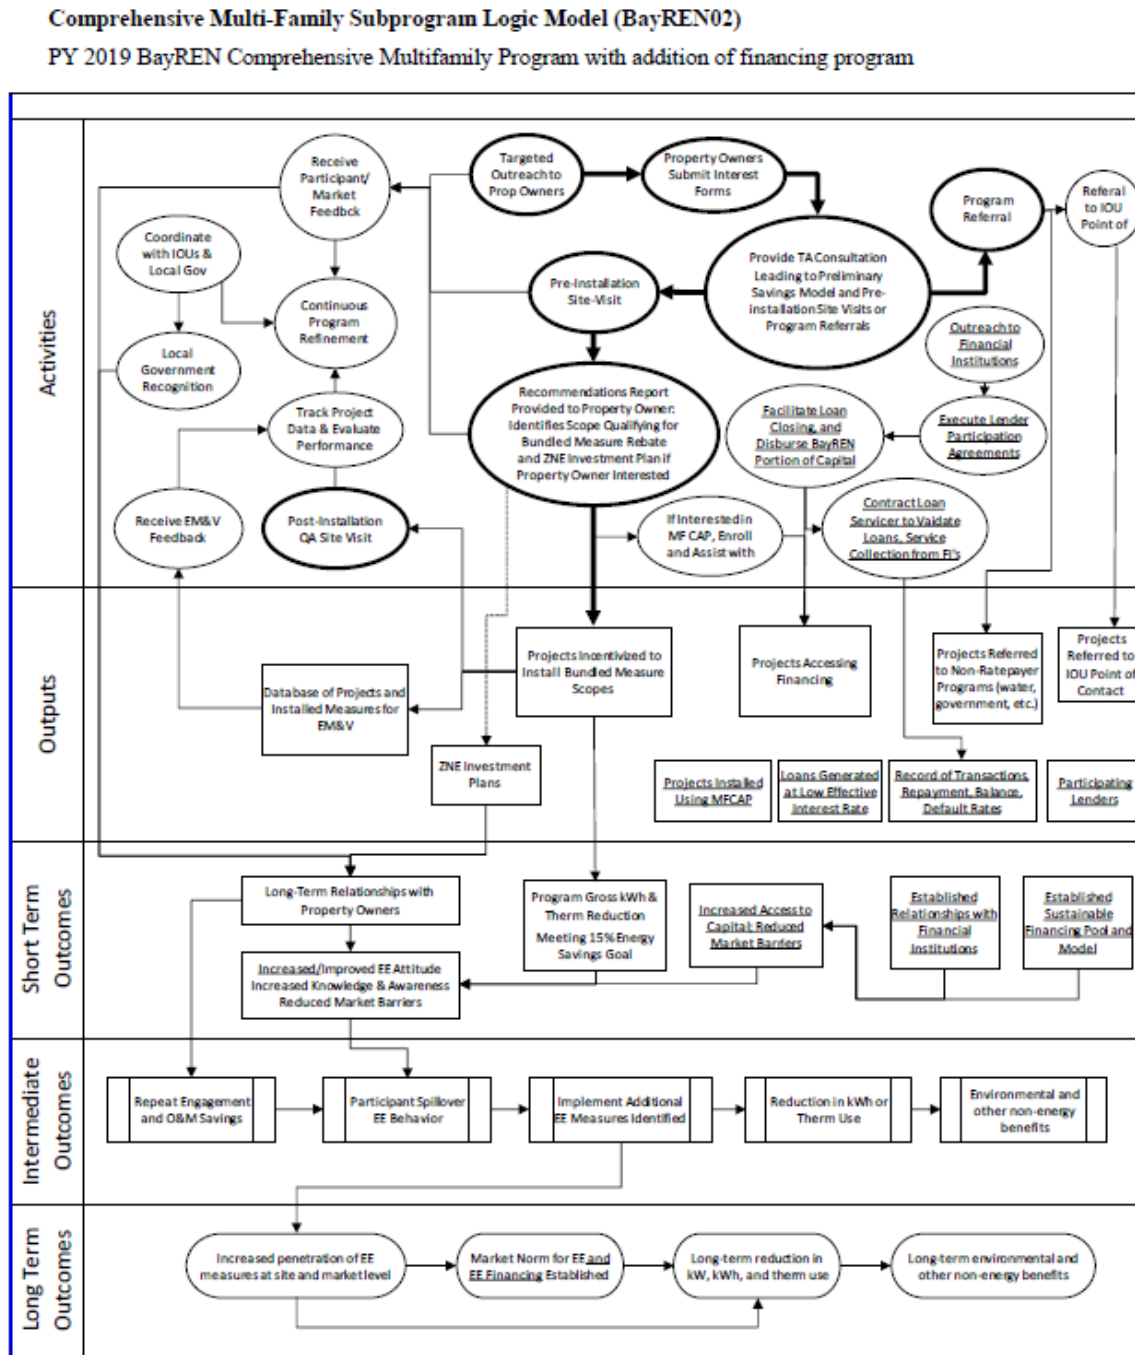 Comprehensive Multi-Family Subprogram Logic Model (BayREN02)
PY 2019 BayREN Comprehensive Multifamily Program with addition of financing program
Activities
Receive
Participant/
Market
Feedbck
Targeted
Outreach to
Prop Owners
Property Owners
Submit Interest
Forms
Program
Referral
Referal
to IOU
Point of
Coordinate
with IOUs &
Local Gov
Pre-Installation
Site-Visit
Provide TA Consultation
Leading to Preliminary
Savings Model and Pre-
installation Site Visits or
Program Referrals
Continuous
Program
Refinement
Local
Government
Recognition
Outreach to
Financial
Institutions
Recommendations Report
Provided to Property Owner:
Identifies Scope Qualifying for
Bundled Measure Rebate
and ZNE Investment Plan if
Property Owner Interested
Facilitate Loan
Closing, and
Disburse BayREN
Portion of Capital
Execute Lender
Participation
Agreements
Track Project
Data & Evaluate
Performance
Receive EM&V
Feedback
Post-Installation
QA Site Visit
If Interested in
MF CAP, Enroll
and Assist with
Contract Loan
Servicer to Vaidate
Loans, Service
Collection from FI's
Outputs
Projects Incentivized to
Install Bundled Measure
Scopes
Projects Accessing
Financing
Projects Referred
to Non-Ratepayer
Programs (water,
government, etc.)
Projects
Referred to
IOU Point of
Contact
Database of Projects and
Installed Measures for
EM&V
ZNE Investment
Plans
Projects Installed
Using MFCAP
Loans Generated
at Low Effective
Interest Rate
Record of Transactions,
Repayment, Balance,
Default Rates
Participating
Lenders
Short Term
Outcomes
Long-Term Relationships with
Property Owners
Program Gross kWh &
Therm Reduction
Meeting 15% Energy
Savings Goal
Increased Access to
Capital; Reduced
Market Barriers
Established
Relationships with
Financial
Institutions
Established
Sustainable
Financing Pool and
Model
Increased/Improved EE Attitude
Increased Knowledge & Awareness
Reduced Market Barriers
Intermediate
Outcomes
Repeat Engagement
and O&M Savings
Participant Spillover
EE Behavior
Implement Additional
EE Measures Identified
Reduction in kWh or
Therm Use
Environmental and
other non-energy
benefits
Long Term
Outcomes
Increased penetration of EE
measures at site and market level
Market Norm for EE and
EE Financing Established
Long-term reduction in
kW, kWh, and therm use
Long-term environmental and
other non-energy benefits